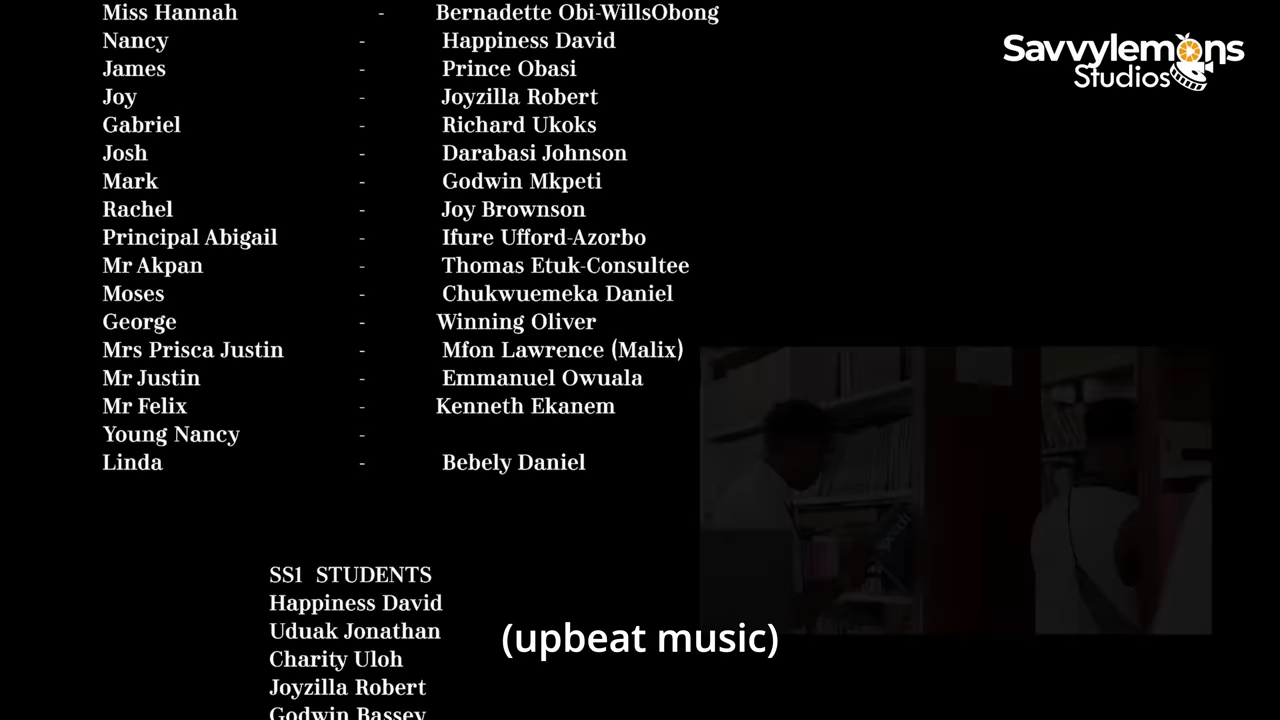 Miss Hannah - Bernadette Obi-WillsObong
Nancy - Happiness David
James - Prince Obasi
Joy - Joyzilla Robert
Gabriel - Richard Ukoks
Josh - Darabasi Johnson
Mark - Godwin Mkpeti
Rachel - Joy Brownson
Principal Abigail - Ifure Ufford-Azorbo
Mr Akpan - Thomas Etuk-Consultee
Moses - Chukwuemeka Daniel
George - Winning Oliver
Mrs Prisca Justin - Mfon Lawrence (Malix)
Mr Justin - Emmanuel Owuala
Mr Felix - Kenneth Ekanem
Young Nancy -
Linda - Bebely Daniel
SS1 STUDENTS
Happiness David
Uduak Jonathan
Charity Uloh
Joyzilla Robert
Godwin Bassey
(upbeat music)
Savvylemons
Studios